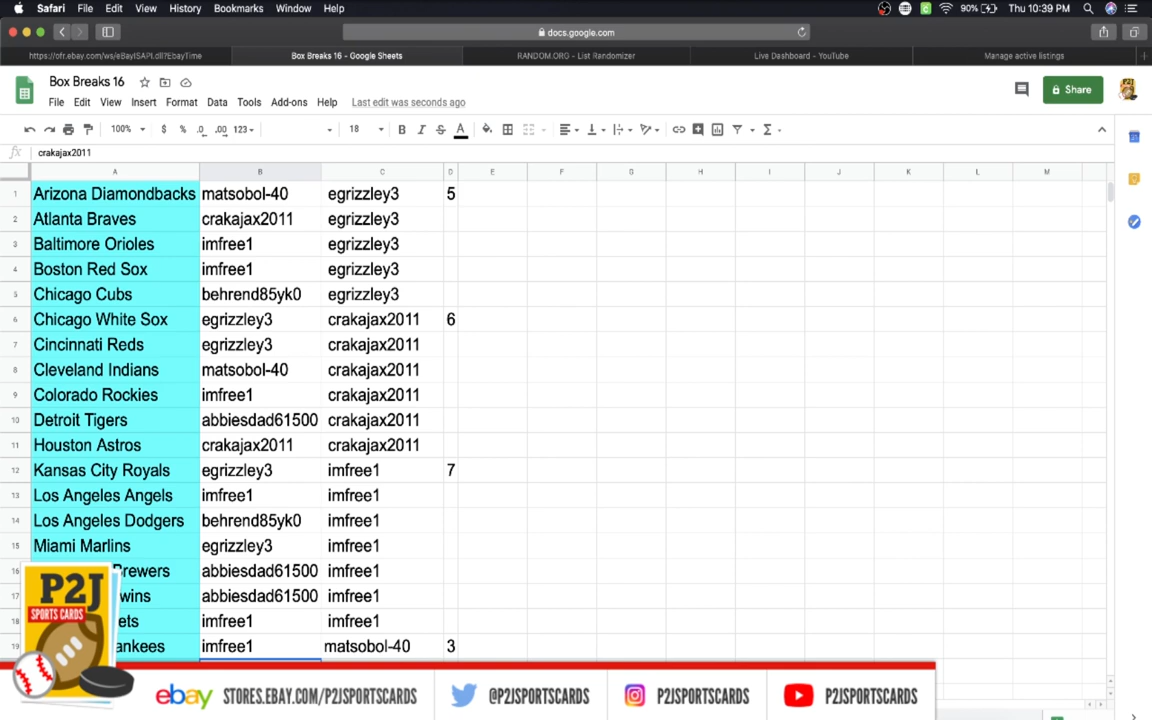 Safari File Edit View History Bookmarks Window Help 90% Thu 10:39 PM
docs.google.com
https://ofr.ebay.com/ws/eBayISAPI.dll?EbayTime Box Breaks 16 - Google Sheets RANDOM.ORG - List Randomizer Live Dashboard - YouTube Manage active listings
Box Breaks 16
File Edit View Insert Format Data Tools Add-ons Help Last edit was seconds ago
Share
100% $ % .0 .00 123 18 B I S A
fx crakajax2011
A B C D E F G H I J K L M
1 Arizona Diamondbacks matsobol-40 egrizzley3 5
2 Atlanta Braves crakajax2011 egrizzley3
3 Baltimore Orioles imfree1 egrizzley3
4 Boston Red Sox imfree1 egrizzley3
5 Chicago Cubs behrend85yk0 egrizzley3
6 Chicago White Sox egrizzley3 crakajax2011 6
7 Cincinnati Reds egrizzley3 crakajax2011
8 Cleveland Indians matsobol-40 crakajax2011
9 Colorado Rockies imfree1 crakajax2011
10 Detroit Tigers abbiesdad61500 crakajax2011
11 Houston Astros crakajax2011 crakajax2011
12 Kansas City Royals egrizzley3 imfree1 7
13 Los Angeles Angels imfree1 imfree1
14 Los Angeles Dodgers behrend85yk0 imfree1
15 Miami Marlins egrizzley3 imfree1
16 Brewers abbiesdad61500 imfree1
17 wins abbiesdad61500 imfree1
18 ets imfree1 imfree1
19 ankees imfree1 matsobol-40 3
P2J
SPORTS CARDS
ebay STORES.EBAY.COM/P2JSPORTSCARDS @P2JSPORTSCARDS P2JSPORTSCARDS P2JSPORTSCARDS